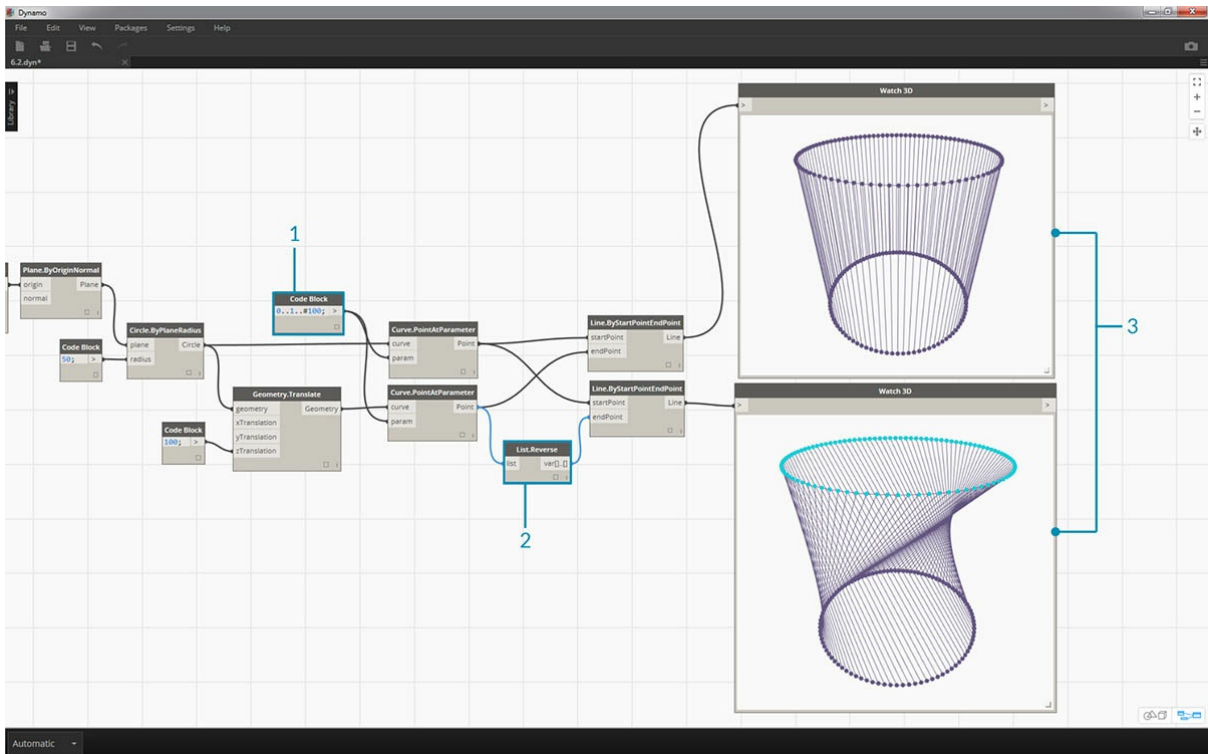 Dynamo
File Edit View Packages Settings Help
6.2.dyn*
Library
Watch 3D
> >
1
Plane.ByOriginNormal
origin Plane
normal
Code Block
0..1..#100; >
Circle.ByPlaneRadius
plane Circle
radius
Code Block
50; >
Curve.PointAtParameter
curve Point
param
Line.ByStartPointEndPoint
startPoint Line
endPoint
3
Geometry.Translate
geometry Geometry
xTranslation
yTranslation
zTranslation
Code Block
100; >
Curve.PointAtParameter
curve Point
param
Line.ByStartPointEndPoint
startPoint Line
endPoint
Watch 3D
> >
List.Reverse
list var[]..[]
2
Automatic